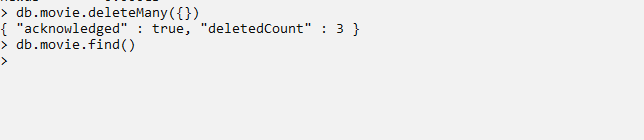 > db.movie.deleteMany({})
{ "acknowledged" : true, "deletedCount" : 3 }
> db.movie.find()
>